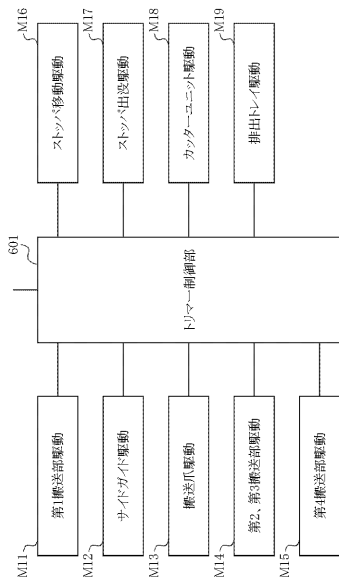 601
トリマー制御部
M11
第1搬送部駆動
M12
サイドガイド駆動
M13
搬送爪駆動
M14
第2、第3搬送部駆動
M15
第4搬送部駆動
M16
ストッパ移動駆動
M17
ストッパ出没駆動
M18
カッターユニット駆動
M19
排出トレイ駆動